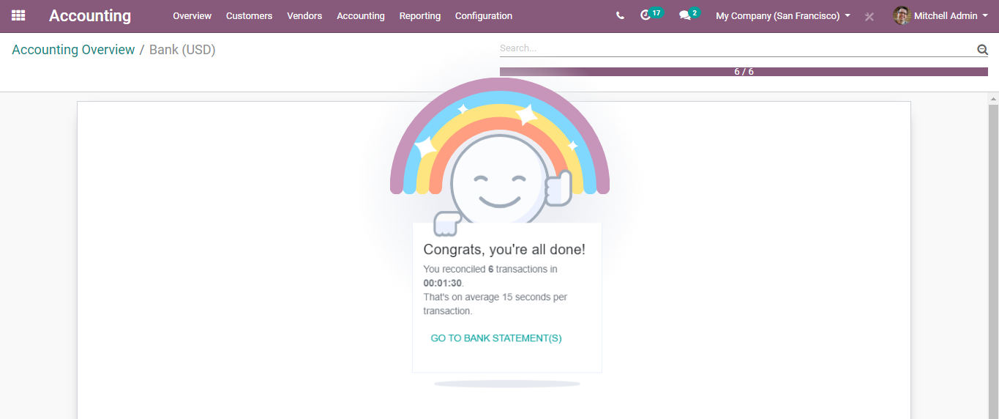 Accounting Overview Customers Vendors Accounting Reporting Configuration 17 2 My Company (San Francisco) Mitchell Admin
Accounting Overview / Bank (USD)
Search...
6 / 6
Congrats, you're all done!
You reconciled 6 transactions in
00:01:30.
That's on average 15 seconds per
transaction.
GO TO BANK STATEMENT(S)